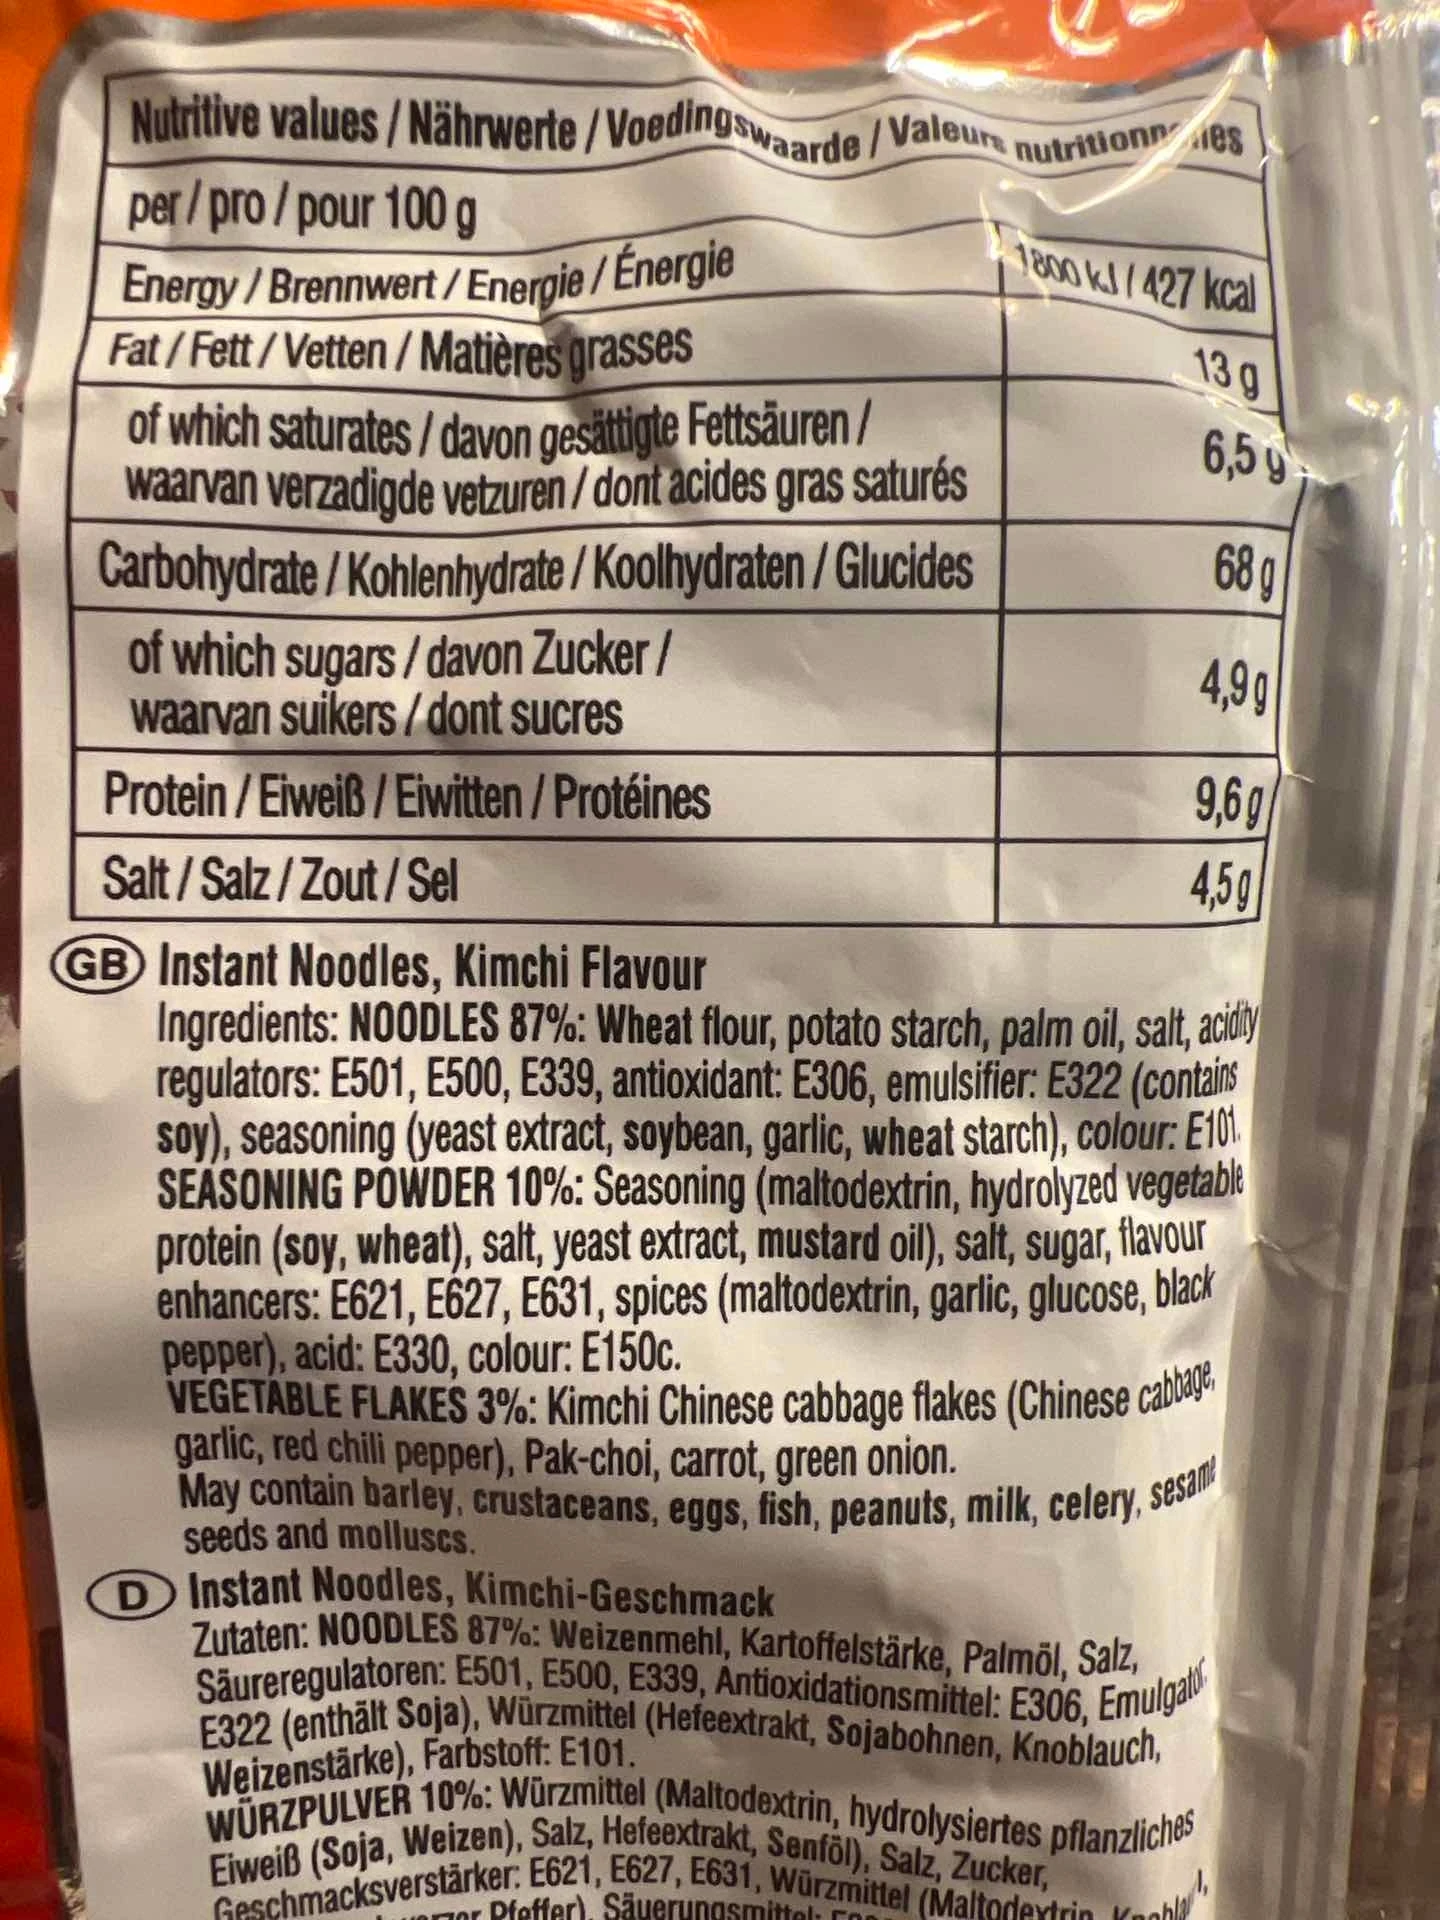 Nutritive values / Nährwerte / Voedingswaarde / Valeurs
per / pro / pour 100 g
Energy / Brennwert / Energie / Énergie 1800 kJ / 427 kcal
Fat / Fett / Vetten / Matières grasses 13 g
of which saturates / davon gesättigte Fettsäuren / 6,5 g
waarvan verzadigde vetzuren / dont acides gras saturés
Carbohydrate / Kohlenhydrate / Koolhydraten / Glucides 68 g
of which sugars / davon Zucker / 4,9 g
waarvan suikers / dont sucres
Protein / Eiweiß / Eiwitten / Protéines 9,6 g
Salt / Salz / Zout / Sel 4,5 g
GB Instant Noodles, Kimchi Flavour
Ingredients: NOODLES 87%: Wheat flour, potato starch, palm oil, salt, acidity
regulators: E501, E500, E339, antioxidant: E306, emulsifier: E322 (contains
soy), seasoning (yeast extract, soybean, garlic, wheat starch), colour: E101.
SEASONING POWDER 10%: Seasoning (maltodextrin, hydrolyzed vegetable
protein (soy, wheat), salt, yeast extract, mustard oil), salt, sugar, flavour
enhancers: E621, E627, E631, spices (maltodextrin, garlic, glucose, black
pepper), acid: E330, colour: E150c.
VEGETABLE FLAKES 3%: Kimchi Chinese cabbage flakes (Chinese cabbage,
garlic, red chili pepper), Pak-choi, carrot, green onion.
May contain barley, crustaceans, eggs, fish, peanuts, milk, celery, sesame
seeds and molluscs.
D Instant Noodles, Kimchi-Geschmack
Zutaten: NOODLES 87%: Weizenmehl, Kartoffelstärke, Palmöl, Salz,
Säureregulatoren: E501, E500, E339, Antioxidationsmittel: E306, Emulgator:
E322 (enthält Soja), Würzmittel (Hefeextrakt, Sojabohnen, Knoblauch,
Weizenstärke), Farbstoff: E101.
WÜRZPULVER 10%: Würzmittel (Maltodextrin, hydrolysiertes pflanzliches
Eiweiß (Soja, Weizen), Salz, Hefeextrakt, Senföl), Salz, Zucker,
Geschmacksverstärker: E621, E627, E631, Würzmittel (Maltodextrin,
Pfeffer), Säuerungsmittel: